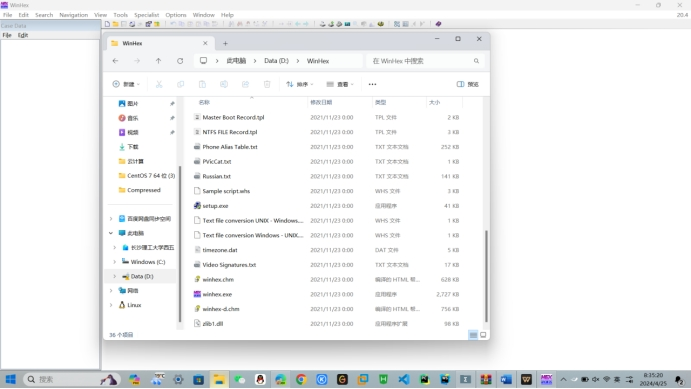 WinHex
File Edit Search Navigation View Tools Specialist Options Window Help
20.4
Case Data
File Edit
WinHex
此电脑 > Data (D:) > WinHex
在 WinHex 中搜索
新建
排序
查看
预览
名称 修改日期 类型 大小
图片
音乐
视频
下载
云计算
CentOS 7 64 位 (3)
Compressed
百度网盘同步空间
此电脑
长沙理工大学西五
Windows (C:)
Data (D:)
网络
Linux
Master Boot Record.tpl 2021/11/23 0:00 TPL 文件 2 KB
NTFS FILE Record.tpl 2021/11/23 0:00 TPL 文件 3 KB
Phone Alias Table.txt 2021/11/23 0:00 TXT 文本文档 252 KB
PVicCat.txt 2021/11/23 0:00 TXT 文本文档 1 KB
Russian.txt 2021/11/23 0:00 TXT 文本文档 141 KB
Sample script.whs 2021/11/23 0:00 WHS 文件 3 KB
setup.exe 2021/11/23 0:00 应用程序 41 KB
Text file conversion UNIX - Windows.... 2021/11/23 0:00 WHS 文件 1 KB
Text file conversion Windows - UNIX.... 2021/11/23 0:00 WHS 文件 1 KB
timezone.dat 2021/11/23 0:00 DAT 文件 5 KB
Video Signatures.txt 2021/11/23 0:00 TXT 文本文档 17 KB
winhex.chm 2021/11/23 0:00 编译的 HTML 帮... 628 KB
winhex.exe 2021/11/23 0:00 应用程序 2,727 KB
winhex-d.chm 2021/11/23 0:00 编译的 HTML 帮... 756 KB
zlib1.dll 2021/11/23 0:00 应用程序扩展 98 KB
36 个项目
搜索
英
8:15:20
2024/4/25